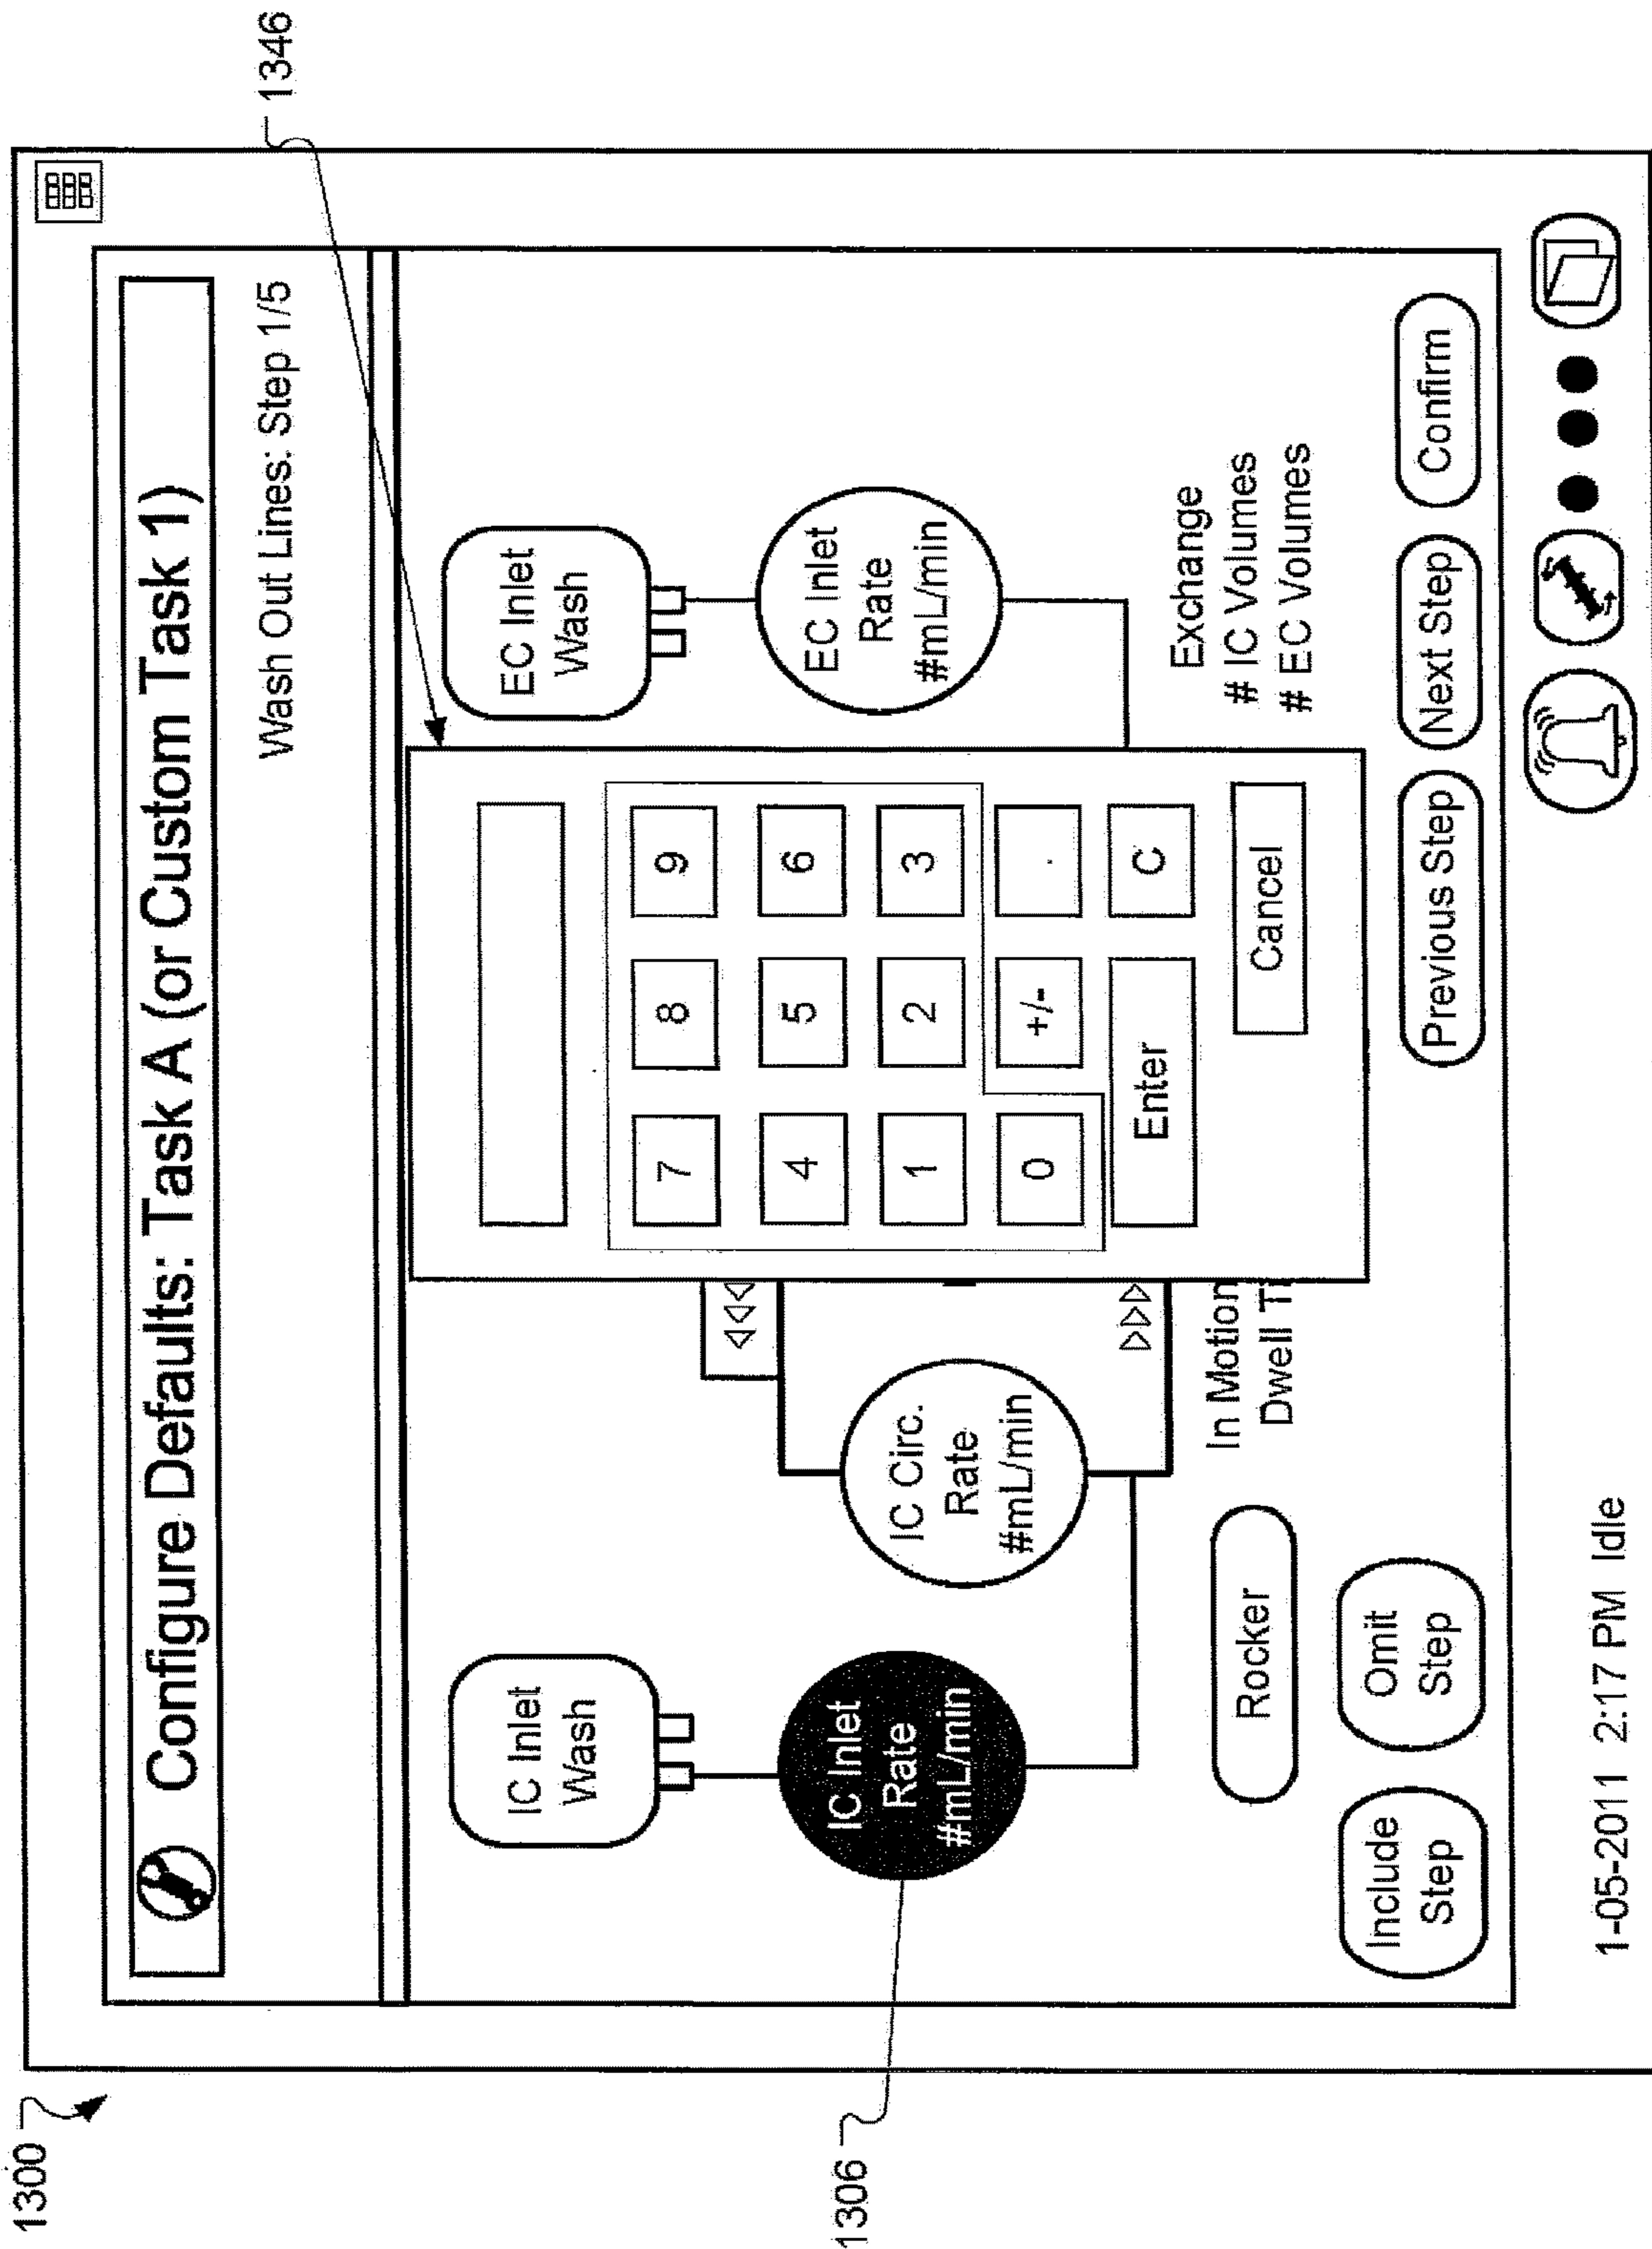 1300
1346
Configure Defaults: Task A (or Custom Task 1)
Wash Out Lines: Step 1/5
IC Inlet
Wash
EC Inlet
Wash
1306
IC Inlet
Rate
#mL/min
IC Circ.
Rate
#mL/min
EC Inlet
Rate
#mL/min
7 8 9
4 5 6
1 2 3
0 +/- .
Enter C
Cancel
In Motion
Dwell T
Exchange
# IC Volumes
# EC Volumes
Rocker
Include
Step
Omit
Step
Previous Step
Next Step
Confirm
1-05-2011 2:17 PM Idle